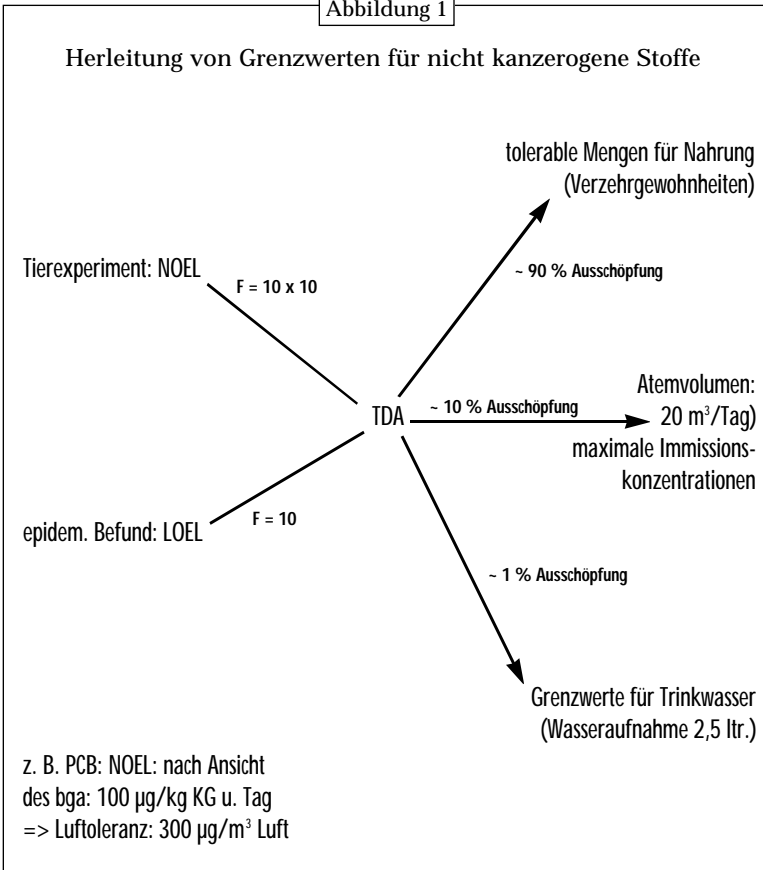 Abbildung 1
Herleitung von Grenzwerten für nicht kanzerogene Stoffe
tolerable Mengen für Nahrung
(Verzehrgewohnheiten)
Tierexperiment: NOEL
F = 10 x 10
~ 90 % Ausschöpfung
TDA
~ 10 % Ausschöpfung
Atemvolumen:
20 m³/Tag)
maximale Immissions-
konzentrationen
epidem. Befund: LOEL
F = 10
~ 1 % Ausschöpfung
Grenzwerte für Trinkwasser
(Wasseraufnahme 2,5 ltr.)
z. B. PCB: NOEL: nach Ansicht
des bga: 100 µg/kg KG u. Tag
=> Luftoleranz: 300 µg/m³ Luft